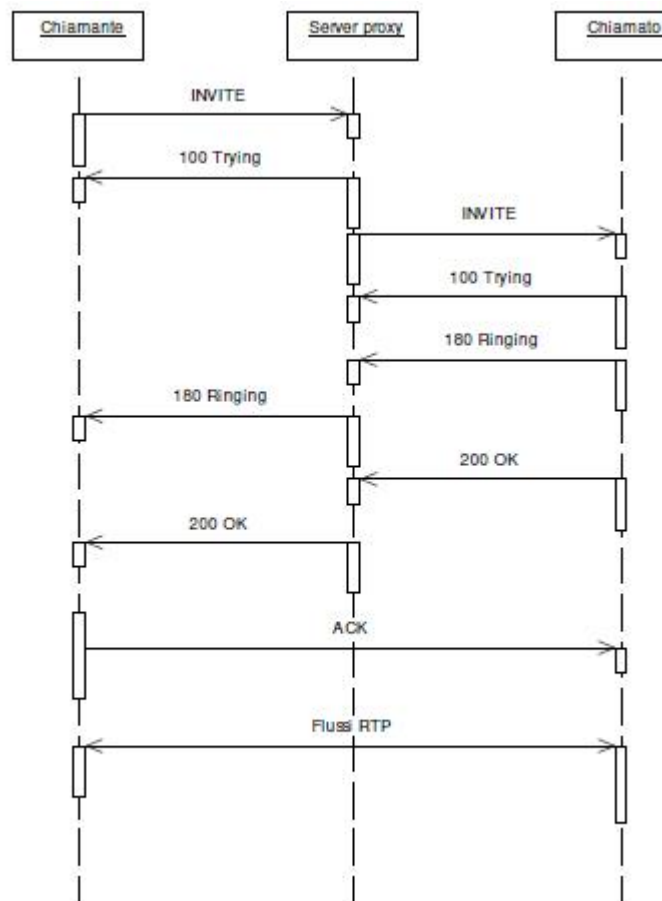 Chiamante
Server proxy
Chiamato
INVITE
100 Trying
INVITE
100 Trying
180 Ringing
180 Ringing
200 OK
200 OK
ACK
Flussi RTP